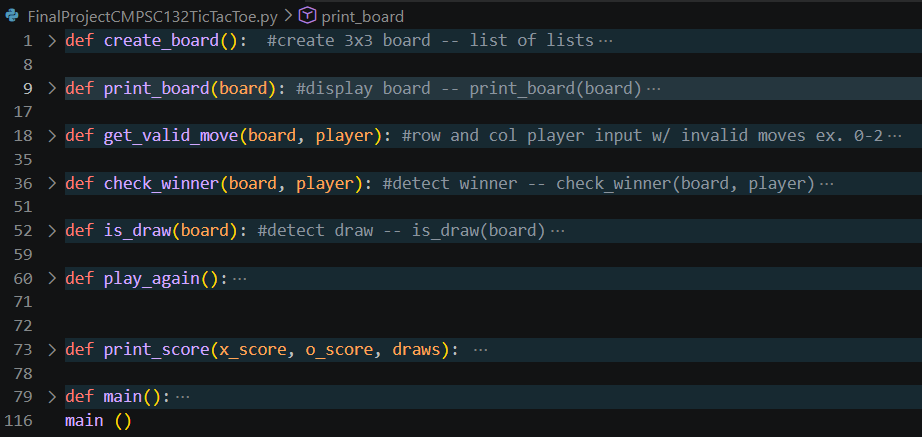 FinalProjectCMPSC132TicTacToe.py > print_board
1 > def create_board(): #create 3x3 board -- list of lists ···
8
9 > def print_board(board): #display board -- print_board(board) ···
17
18 > def get_valid_move(board, player): #row and col player input w/ invalid moves ex. 0-2 ···
35
36 > def check_winner(board, player): #detect winner -- check_winner(board, player) ···
51
52 > def is_draw(board): #detect draw -- is_draw(board) ···
59
60 > def play_again(): ···
71
72
73 > def print_score(x_score, o_score, draws): ···
78
79 > def main(): ···
116 main ()